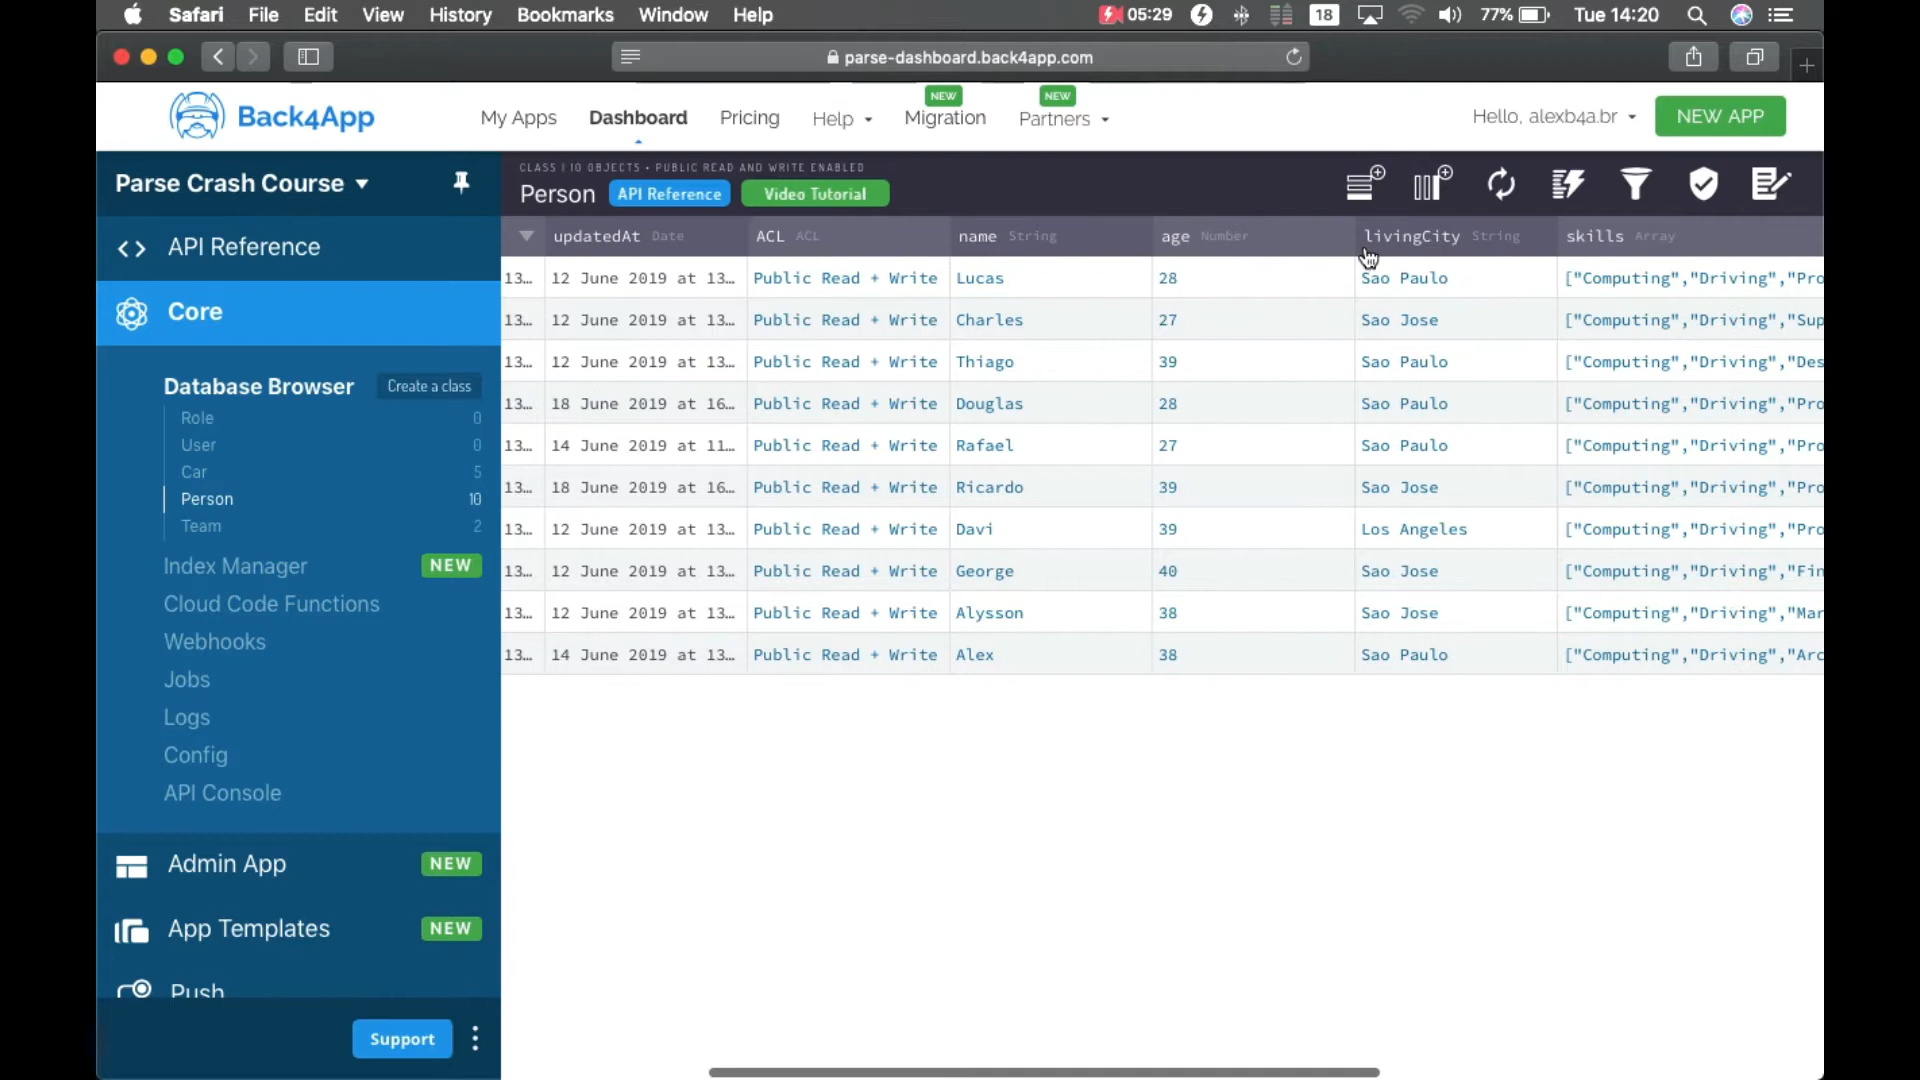 Safari File Edit View History Bookmarks Window Help 05:29 18 77% Tue 14:20
parse-dashboard.back4app.com
Back4App My Apps Dashboard Pricing Help NEW Migration NEW Partners Hello, alexb4a.br NEW APP
Parse Crash Course
API Reference
Core
Database Browser Create a class
Role 0
User 0
Car 5
Person 10
Team 2
Index Manager NEW
Cloud Code Functions
Webhooks
Jobs
Logs
Config
API Console
Admin App NEW
App Templates NEW
Push
Support
CLASS | 10 OBJECTS • PUBLIC READ AND WRITE ENABLED
Person API Reference Video Tutorial
updatedAt Date ACL ACL name String age Number livingCity String skills Array
13… 12 June 2019 at 13… Public Read + Write Lucas 28 Sao Paulo ["Computing","Driving","Pro
13… 12 June 2019 at 13… Public Read + Write Charles 27 Sao Jose ["Computing","Driving","Sup
13… 12 June 2019 at 13… Public Read + Write Thiago 39 Sao Paulo ["Computing","Driving","Des
13… 18 June 2019 at 16… Public Read + Write Douglas 28 Sao Paulo ["Computing","Driving","Pro
13… 14 June 2019 at 11… Public Read + Write Rafael 27 Sao Paulo ["Computing","Driving","Pro
13… 18 June 2019 at 16… Public Read + Write Ricardo 39 Sao Jose ["Computing","Driving","Pro
13… 12 June 2019 at 13… Public Read + Write Davi 39 Los Angeles ["Computing","Driving","Pro
13… 12 June 2019 at 13… Public Read + Write George 40 Sao Jose ["Computing","Driving","Fin
13… 12 June 2019 at 13… Public Read + Write Alysson 38 Sao Jose ["Computing","Driving","Mar
13… 14 June 2019 at 13… Public Read + Write Alex 38 Sao Paulo ["Computing","Driving","Arc